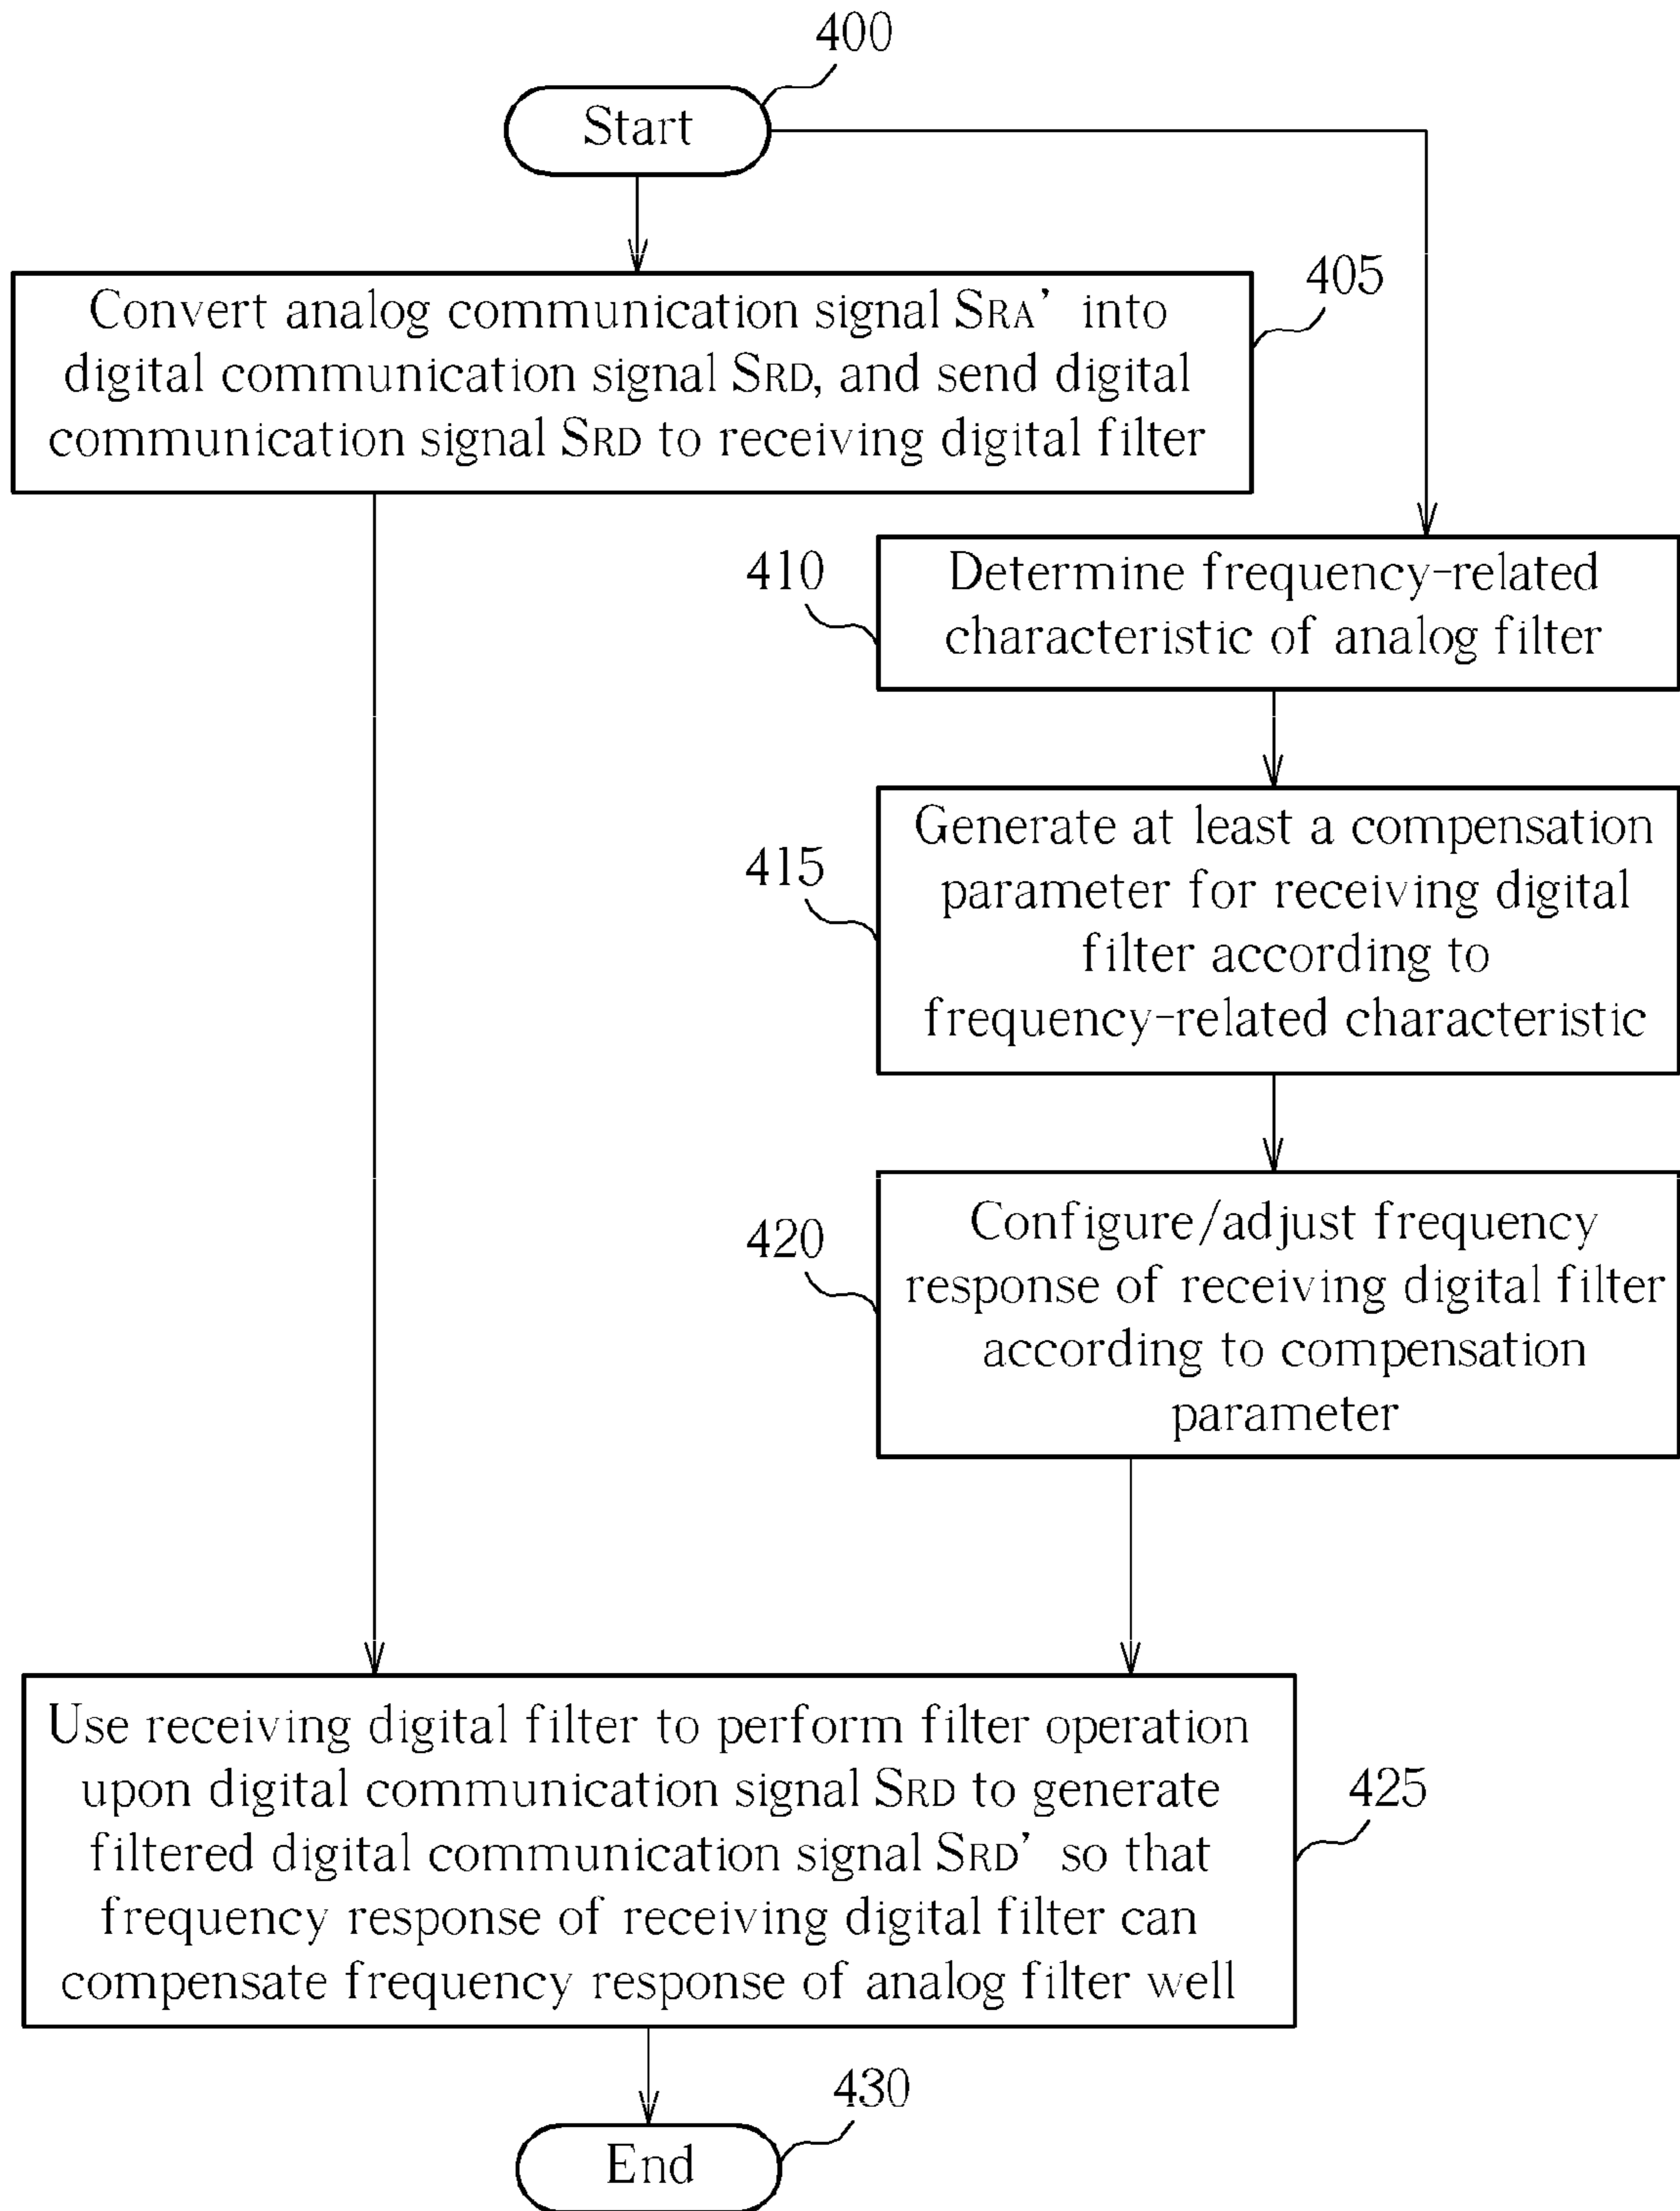 400
Start
405
Convert analog communication signal SRA’ into
digital communication signal SRD, and send digital
communication signal SRD to receiving digital filter
410
Determine frequency-related
characteristic of analog filter
415
Generate at least a compensation
parameter for receiving digital
filter according to
frequency-related characteristic
420
Configure/adjust frequency
response of receiving digital filter
according to compensation
parameter
Use receiving digital filter to perform filter operation
upon digital communication signal SRD to generate
filtered digital communication signal SRD’ so that
frequency response of receiving digital filter can
compensate frequency response of analog filter well
425
430
End